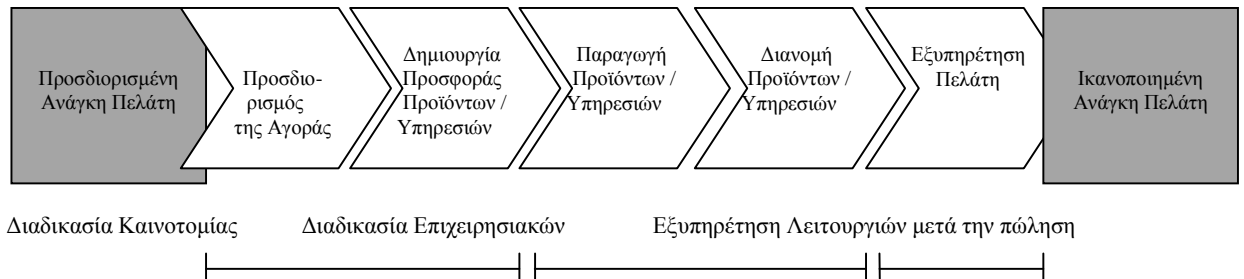 Προσδιορισμένη
Ανάγκη Πελάτη
Προσδιο-
ρισμός
της Αγοράς
Δημιουργία
Προσφοράς
Προϊόντων /
Υπηρεσιών
Παραγωγή
Προϊόντων /
Υπηρεσιών
Διανομή
Προϊόντων /
Υπηρεσιών
Εξυπηρέτηση
Πελάτη
Ικανοποιημένη
Ανάγκη Πελάτη
Διαδικασία Καινοτομίας
Διαδικασία Επιχειρησιακών
Εξυπηρέτηση Λειτουργιών μετά την πώληση